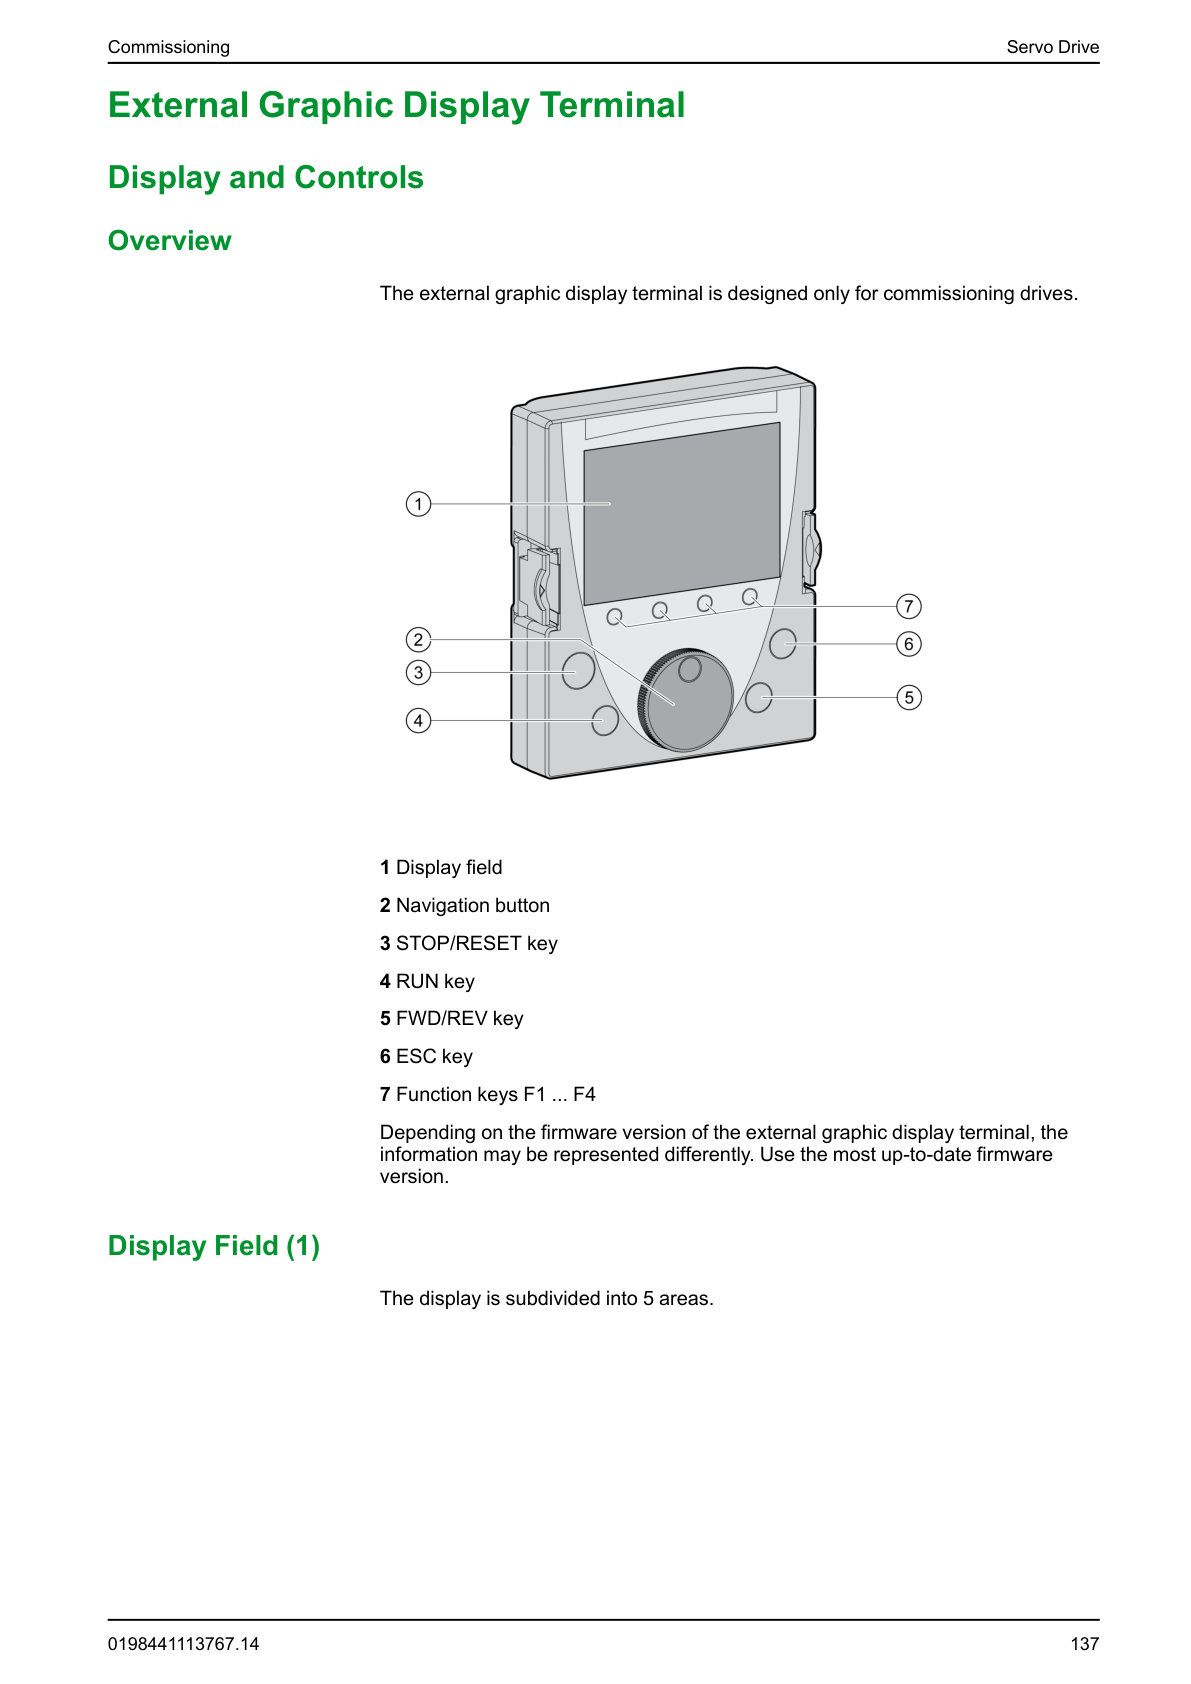 Commissioning
Servo Drive
External Graphic Display Terminal
Display and Controls
Overview
The external graphic display terminal is designed only for commissioning drives.
1
7
2
6
3
5
4
1 Display field
2 Navigation button
3 STOP/RESET key
4 RUN key
5 FWD/REV key
6 ESC key
7 Function keys F1 ... F4
Depending on the firmware version of the external graphic display terminal, the
information may be represented differently. Use the most up-to-date firmware
version.
Display Field (1)
The display is subdivided into 5 areas.
0198441113767.14
137